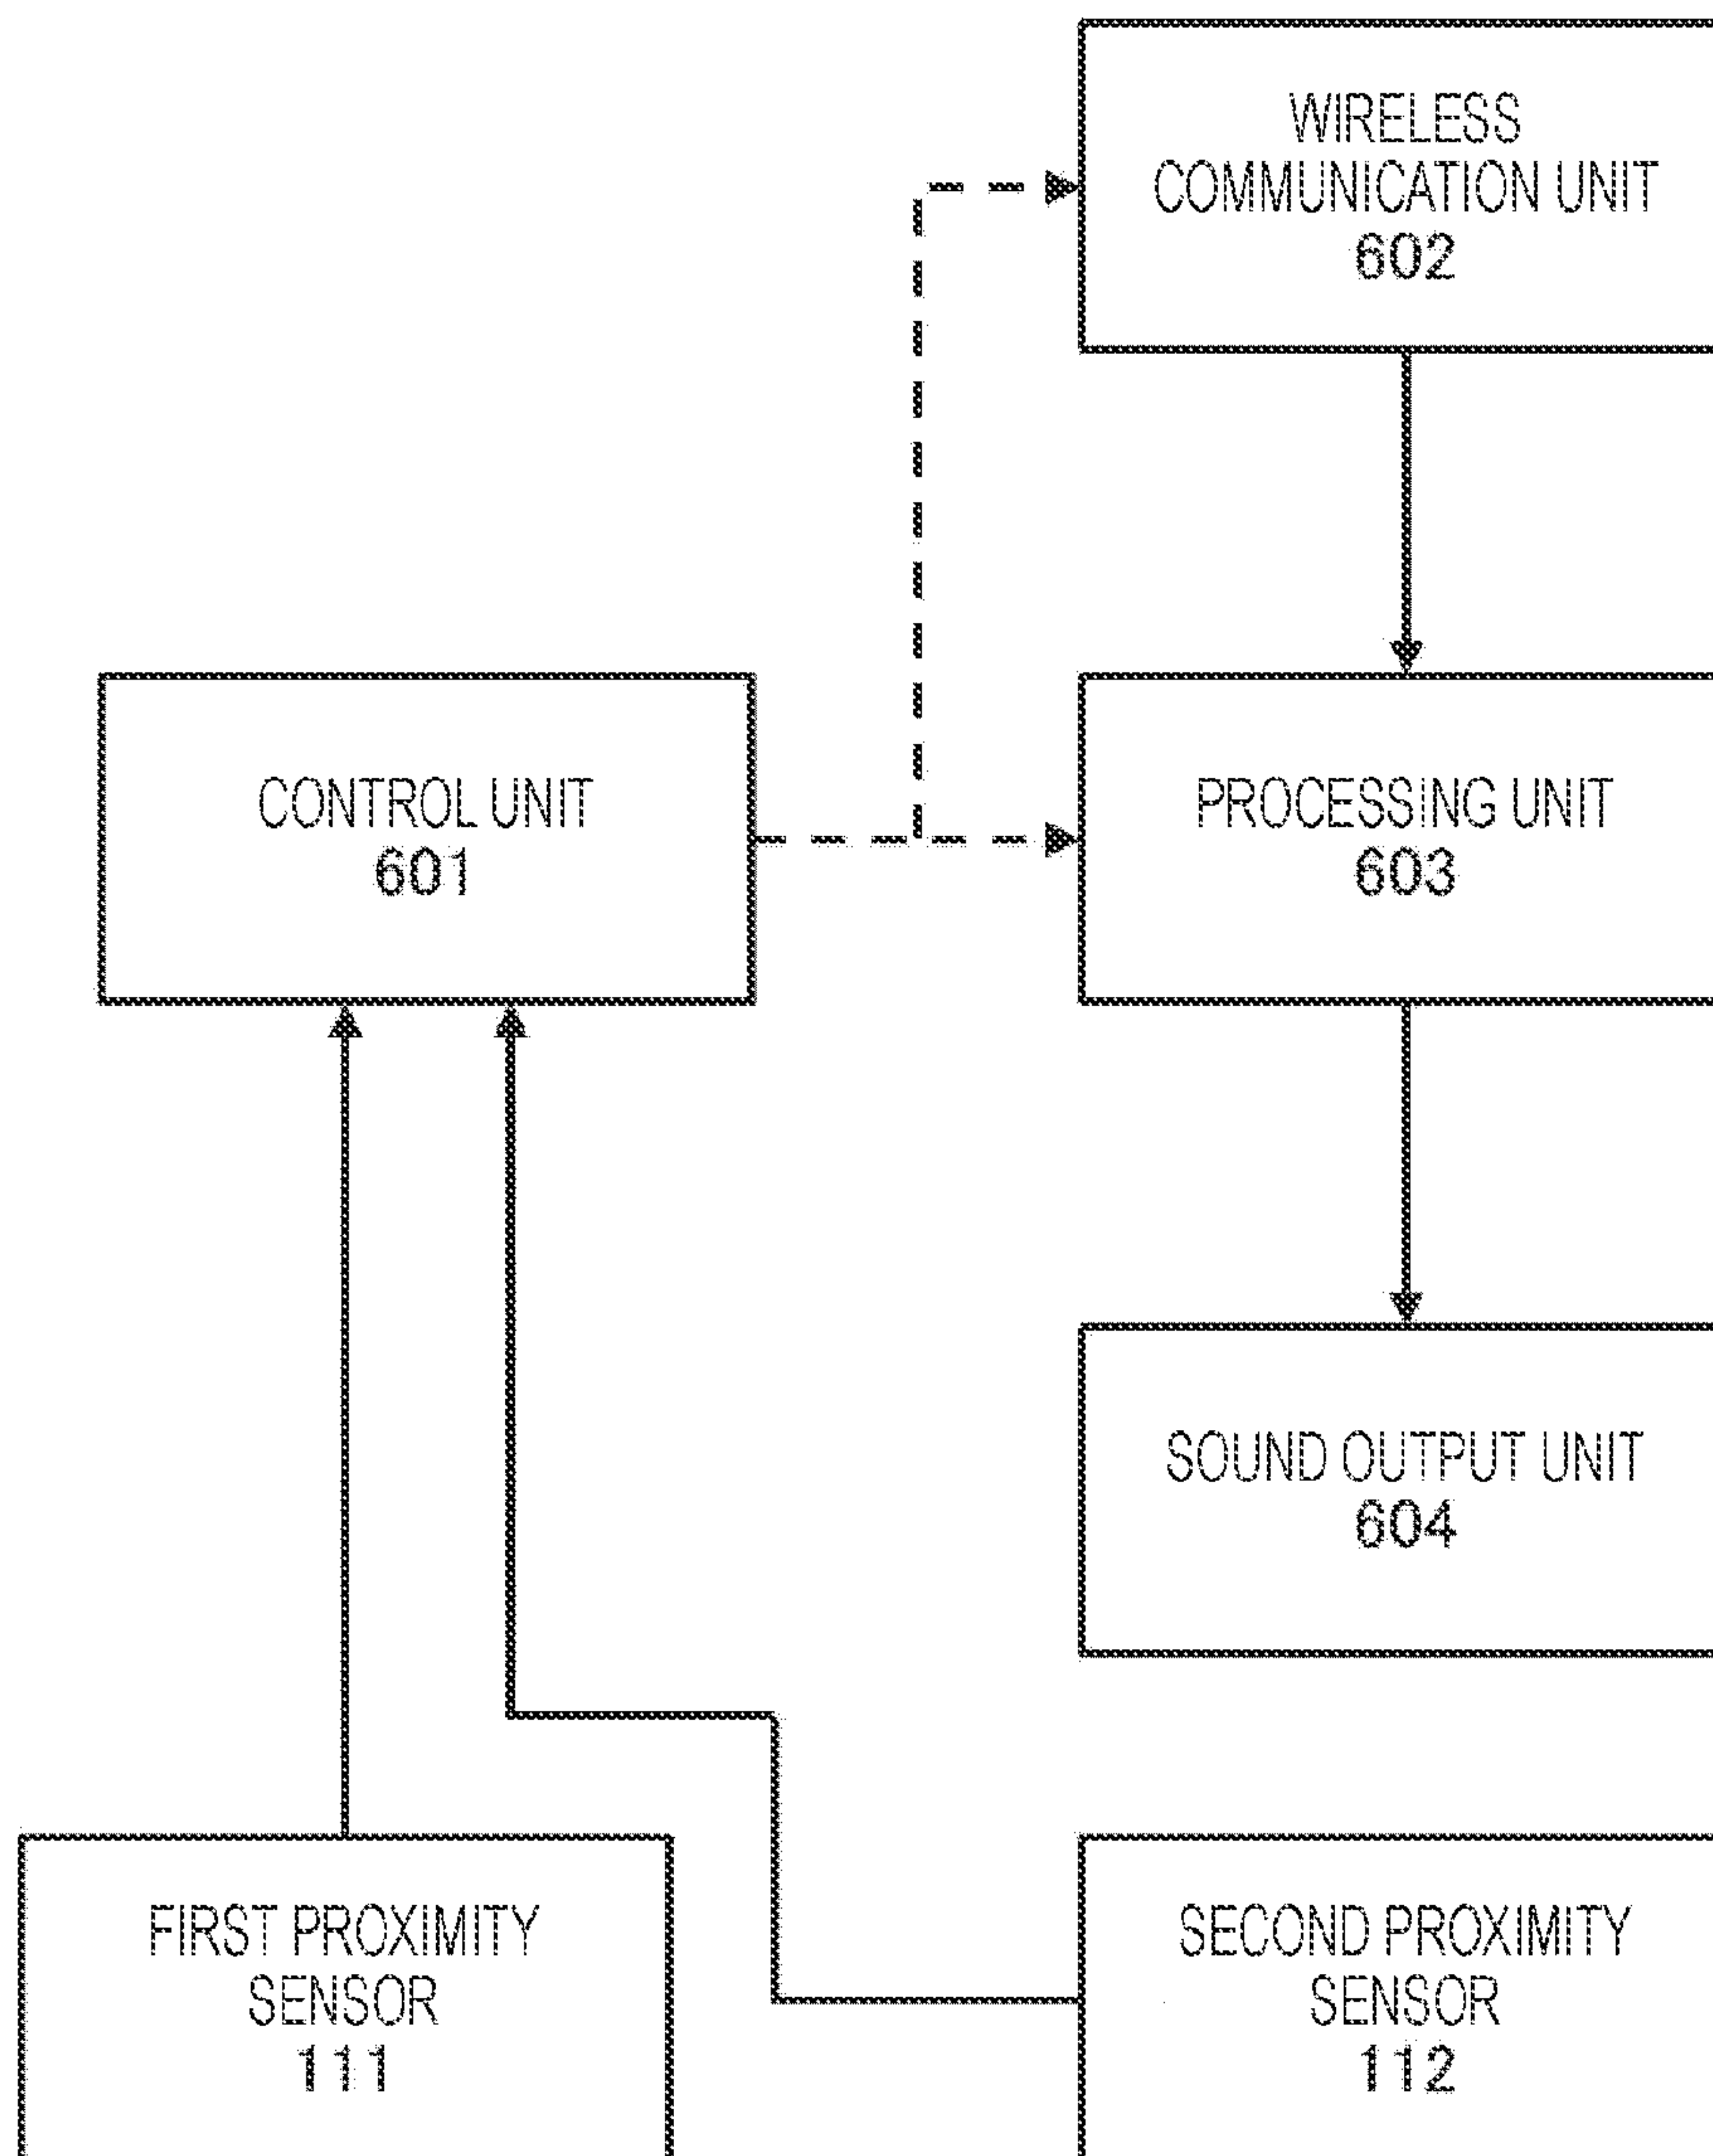 WIRELESS
COMMUNICATION UNIT
602
CONTROL UNIT
601
PROCESSING UNIT
603
SOUND OUTPUT UNIT
604
FIRST PROXIMITY
SENSOR
111
SECOND PROXIMITY
SENSOR
112